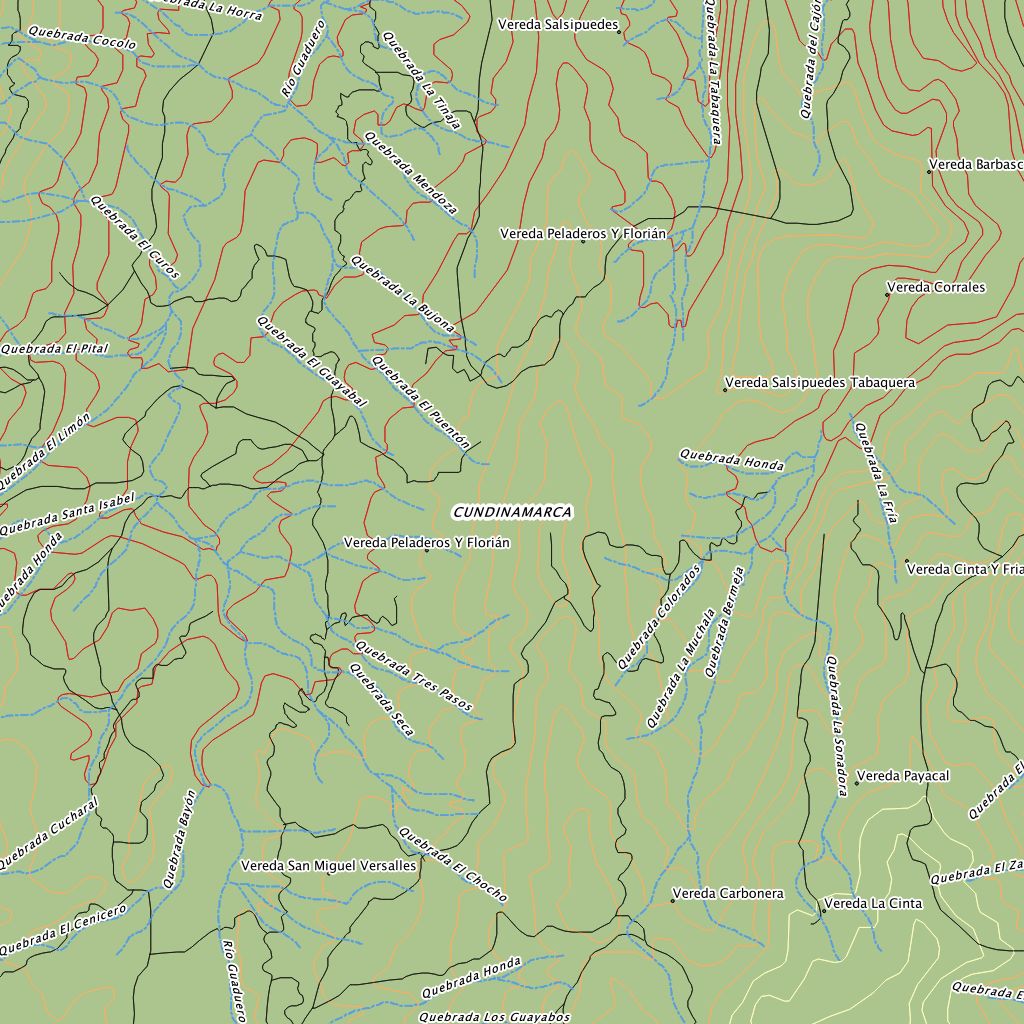 Quebrada La Horra
Vereda Salsipuedes
Quebrada Cocolo
Río Guaduero
Quebrada La Tinaja
Quebrada La Tabaquera
Quebrada del Cajón
Quebrada Mendoza
Vereda Barbasc
Quebrada El Curos
Vereda Peladeros Y Florián
Quebrada La Bujona
Vereda Corrales
Quebrada El Pital
Quebrada El Guayabal
Quebrada El Puentón
Vereda Salsipuedes Tabaquera
Quebrada El Limón
Quebrada Honda
Quebrada La Fría
Quebrada Santa Isabel
CUNDINAMARCA
Quebrada Honda
Vereda Peladeros Y Florián
Vereda Cinta Y Fria
Quebrada Colorados
Quebrada La Muchala
Quebrada Bermeja
Quebrada Tres Pasos
Quebrada Seca
Quebrada La Sonadora
Vereda Payacal
Quebrada El
Quebrada Cucharal
Quebrada Bayón
Vereda San Miguel Versalles
Quebrada El Chocho
Quebrada El Za
Vereda Carbonera
Vereda La Cinta
Quebrada El Cenicero
Río Guaduero
Quebrada Honda
Quebrada E
Quebrada Los Guayabos